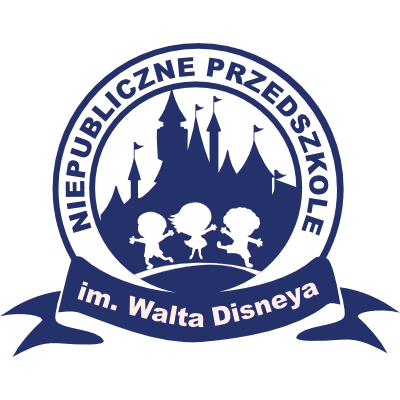 NIEPUBLICZNE PRZEDSZKOLE
im. Walta Disneya